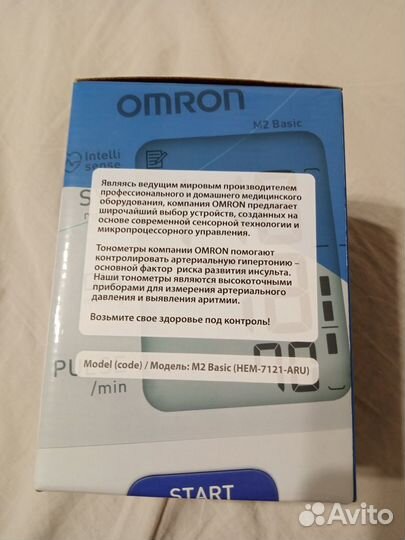 OMRON
M2 Basic
Intelli
sense
Являясь ведущим мировым производителем
профессионального и домашнего медицинского
оборудования, компания OMRON предлагает
широчайший выбор устройств, созданных на
основе современной сенсорной технологии и
микропроцессорного управления.
Тонометры компании OMRON помогают
контролировать артериальную гипертонию –
основной фактор риска развития инсульта.
Наши тонометры являются высокоточными
приборами для измерения артериального
давления и выявления аритмии.
Возьмите свое здоровье под контроль!
Model (code) / Модель: M2 Basic (HEM-7121-ARU)
/min
START
Avito